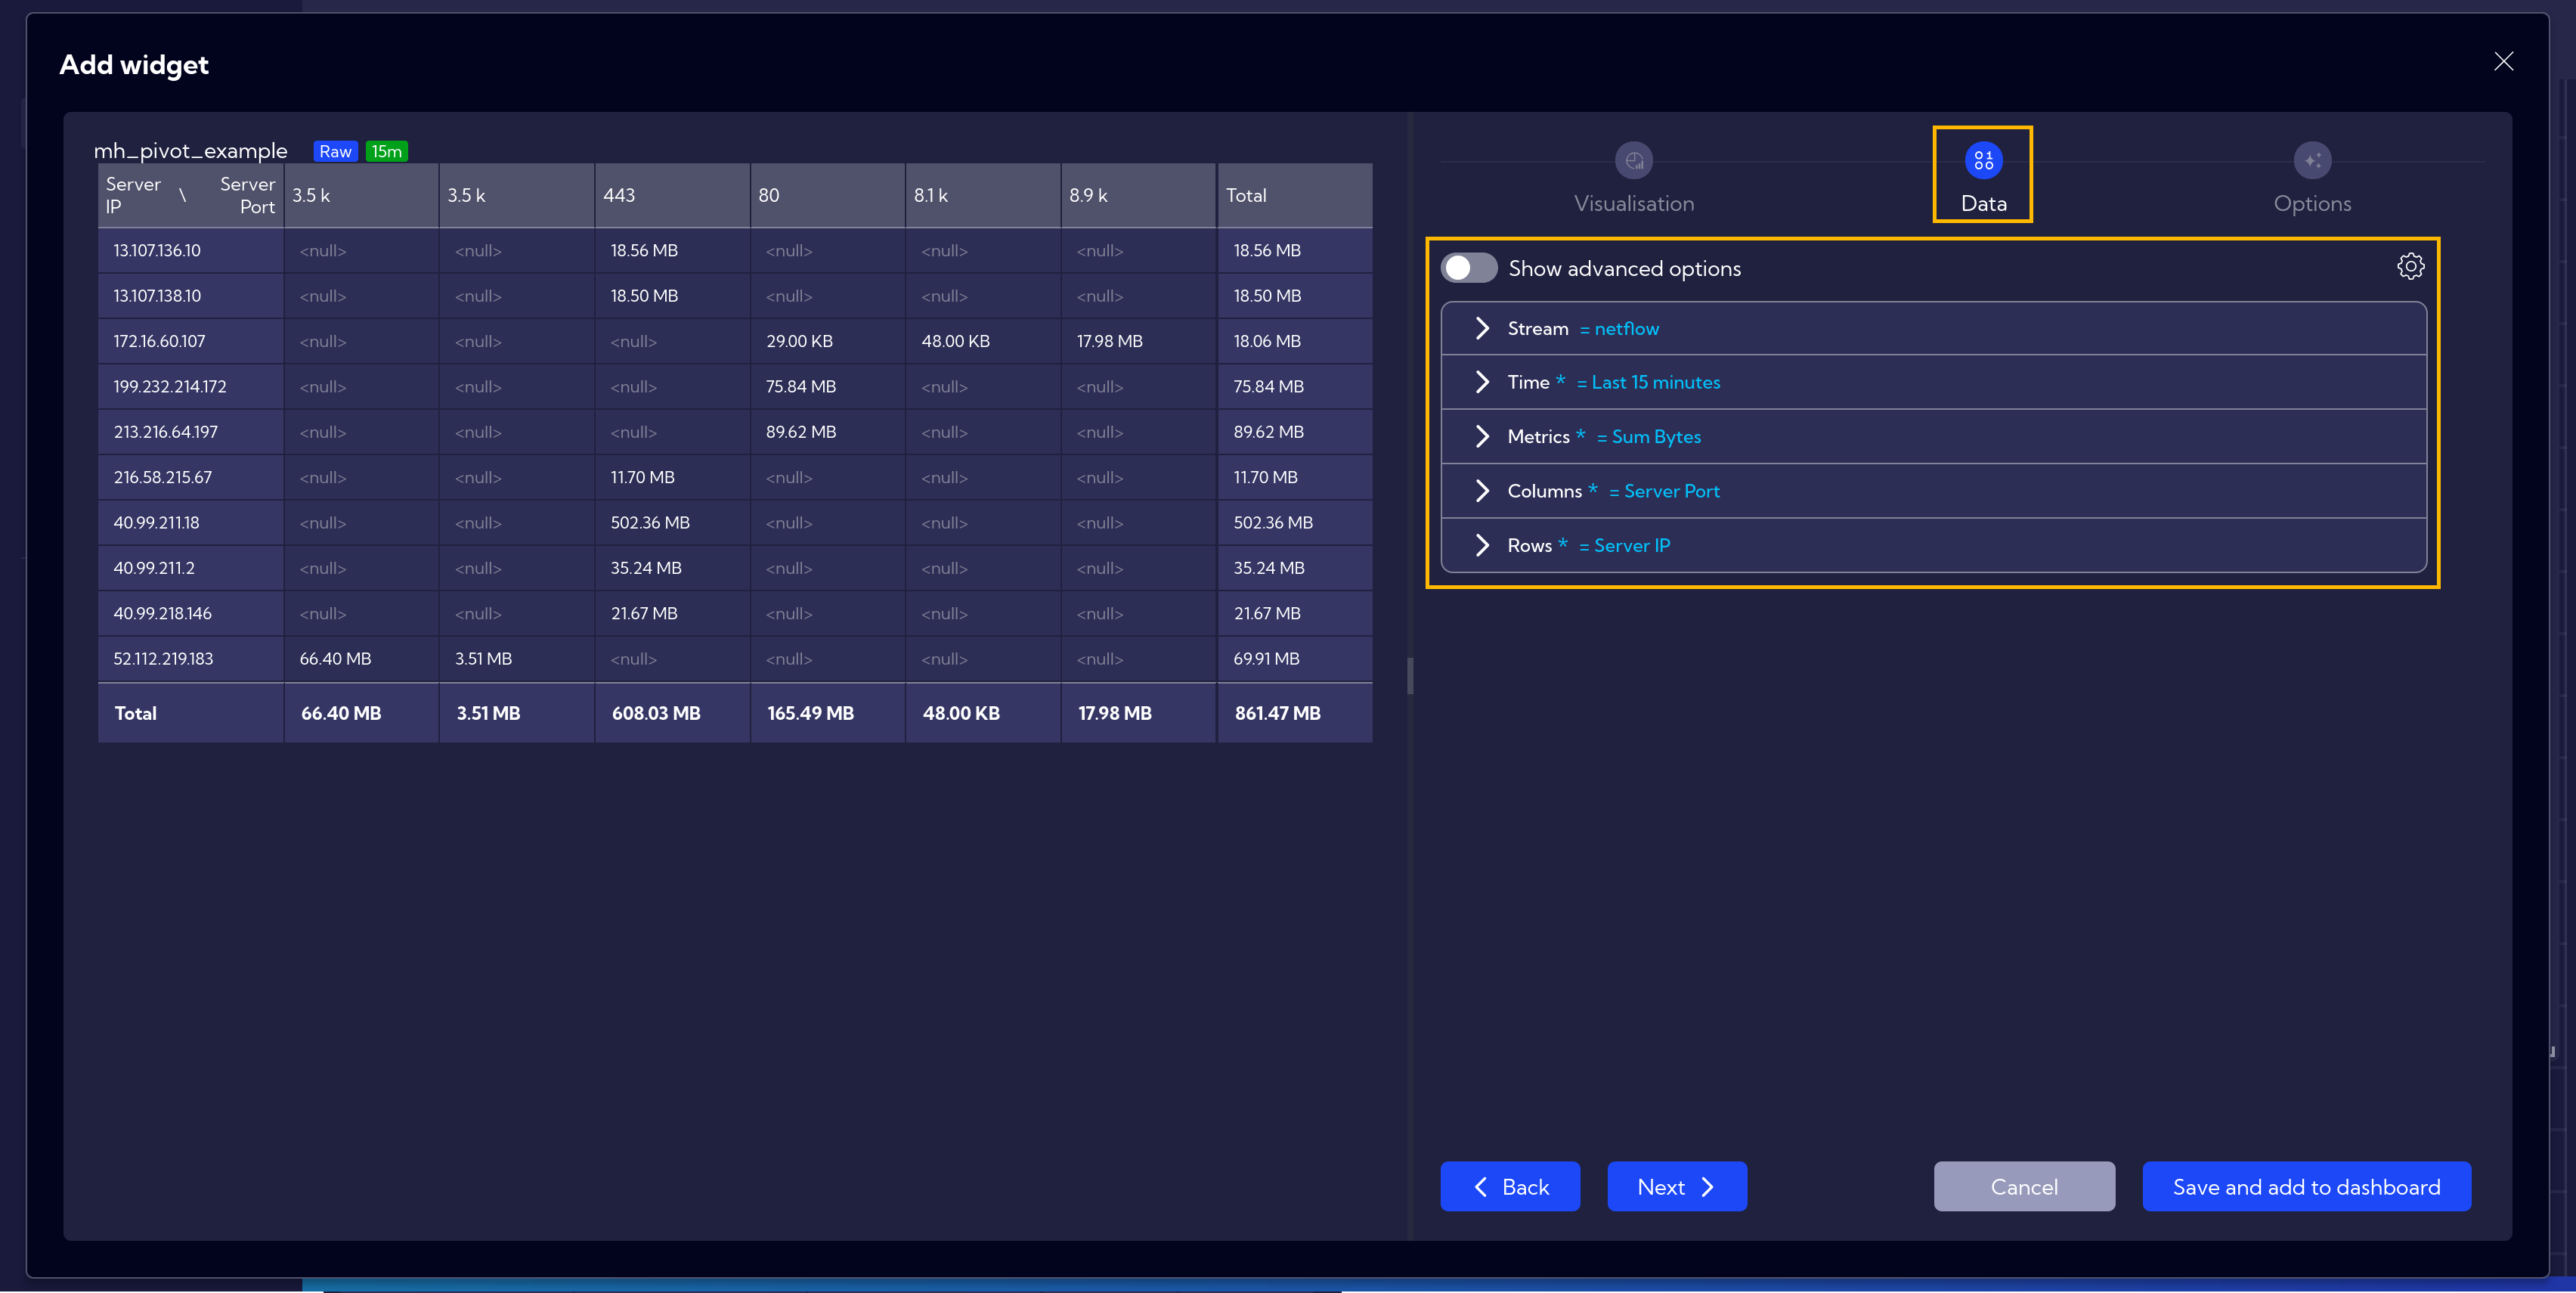 Add widget
mh_pivot_example Raw 15m
Server IP \ Server Port 3.5 k 3.5 k 443 80 8.1 k 8.9 k Total
13.107.136.10 <null> <null> 18.56 MB <null> <null> <null> 18.56 MB
13.107.138.10 <null> <null> 18.50 MB <null> <null> <null> 18.50 MB
172.16.60.107 <null> <null> <null> 29.00 KB 48.00 KB 17.98 MB 18.06 MB
199.232.214.172 <null> <null> <null> 75.84 MB <null> <null> 75.84 MB
213.216.64.197 <null> <null> <null> 89.62 MB <null> <null> 89.62 MB
216.58.215.67 <null> <null> 11.70 MB <null> <null> <null> 11.70 MB
40.99.211.18 <null> <null> 502.36 MB <null> <null> <null> 502.36 MB
40.99.211.2 <null> <null> 35.24 MB <null> <null> <null> 35.24 MB
40.99.218.146 <null> <null> 21.67 MB <null> <null> <null> 21.67 MB
52.112.219.183 66.40 MB 3.51 MB <null> <null> <null> <null> 69.91 MB
Total 66.40 MB 3.51 MB 608.03 MB 165.49 MB 48.00 KB 17.98 MB 861.47 MB
Visualisation Data Options
Show advanced options
Stream = netflow
Time * = Last 15 minutes
Metrics * = Sum Bytes
Columns * = Server Port
Rows * = Server IP
Back Next Cancel Save and add to dashboard